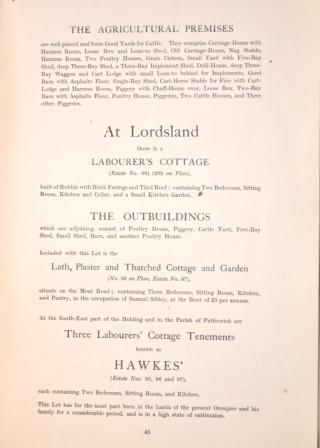 THE AGRICULTURAL PREMISES
are well placed and form Good Yards for Cattle. They comprise Carriage-House with
Harness Room, Loose Box and Lean-to Shed, Old Carriage-House, Nag Stable,
Harness Room, Two Poultry Houses, Grain Cistern, Small Yard with Five-Bay
Shed, deep Three-Bay Shed, a Three-Bay Implement Shed, Drill-House, deep Three-
Bay Waggon and Cart Lodge with small Lean-to behind for Implements, Good
Barn with Asphalte Floor, Single-Bay Shed, Cart-Horse Stable for Five with Cart-
Lodge and Harness Room, Piggery with Chaff-House over, Loose Box, Two-Bay
Barn with Asphalte Floor, Poultry House, Piggeries, Two Cattle Houses, and Three
other Piggeries.
At Lordsland
there is a
LABOURER'S COTTAGE
(Estate No. 90) (292 on Plan),
built of Rubble with Brick Facings and Tiled Roof; containing Two Bedrooms, Sitting
Room, Kitchen and Cellar, and a Small Kitchen Garden.
THE OUTBUILDINGS
which are adjoining, consist of Poultry House, Piggery, Cattle Yard, Five-Bay
Shed, Small Shed, Barn, and another Poultry House.
Included with this Lot is the
Lath, Plaster and Thatched Cottage and Garden
(No. 98 on Plan, Estate No. 87),
situate on the Moat Road; containing Three Bedrooms, Sitting Room, Kitchen,
and Pantry, in the occupation of Samuel Sibley, at the Rent of £5 per annum.
At the South-East part of the Holding and in the Parish of Pattiswick are
Three Labourers' Cottage Tenements
known as
HAWKES'
(Estate Nos. 95, 96 and 97),
each containing Two Bedrooms, Sitting Room, and Kitchen.
This Lot has for the most part been in the hands of the present Occupier and his
family for a considerable period, and is in a high state of cultivation.
45